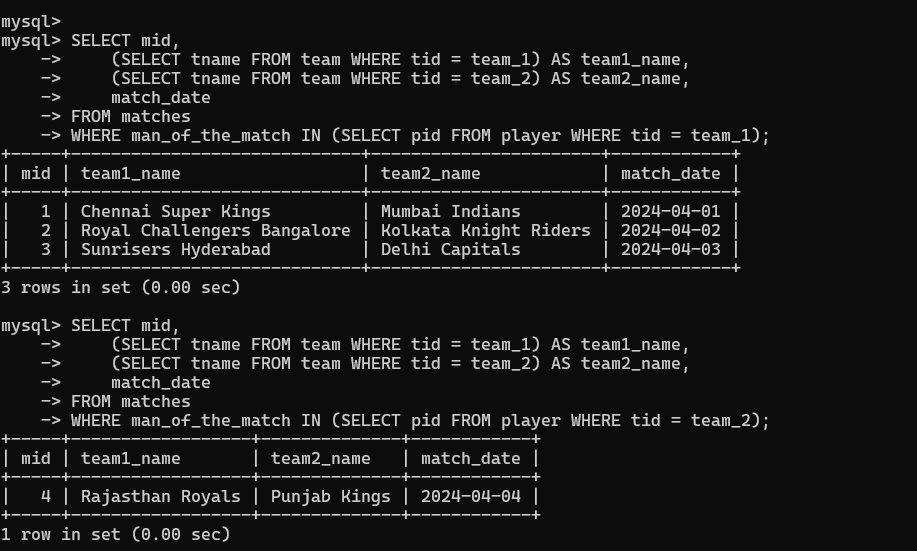 mysql>
mysql> SELECT mid,
    ->     (SELECT tname FROM team WHERE tid = team_1) AS team1_name,
    ->     (SELECT tname FROM team WHERE tid = team_2) AS team2_name,
    ->     match_date
    -> FROM matches
    -> WHERE man_of_the_match IN (SELECT pid FROM player WHERE tid = team_1);
+-----+-----------------------------+-----------------------+------------+
| mid | team1_name                  | team2_name            | match_date |
+-----+-----------------------------+-----------------------+------------+
|   1 | Chennai Super Kings         | Mumbai Indians        | 2024-04-01 |
|   2 | Royal Challengers Bangalore | Kolkata Knight Riders | 2024-04-02 |
|   3 | Sunrisers Hyderabad         | Delhi Capitals        | 2024-04-03 |
+-----+-----------------------------+-----------------------+------------+
3 rows in set (0.00 sec)

mysql> SELECT mid,
    ->     (SELECT tname FROM team WHERE tid = team_1) AS team1_name,
    ->     (SELECT tname FROM team WHERE tid = team_2) AS team2_name,
    ->     match_date
    -> FROM matches
    -> WHERE man_of_the_match IN (SELECT pid FROM player WHERE tid = team_2);
+-----+------------------+--------------+------------+
| mid | team1_name       | team2_name   | match_date |
+-----+------------------+--------------+------------+
|   4 | Rajasthan Royals | Punjab Kings | 2024-04-04 |
+-----+------------------+--------------+------------+
1 row in set (0.00 sec)